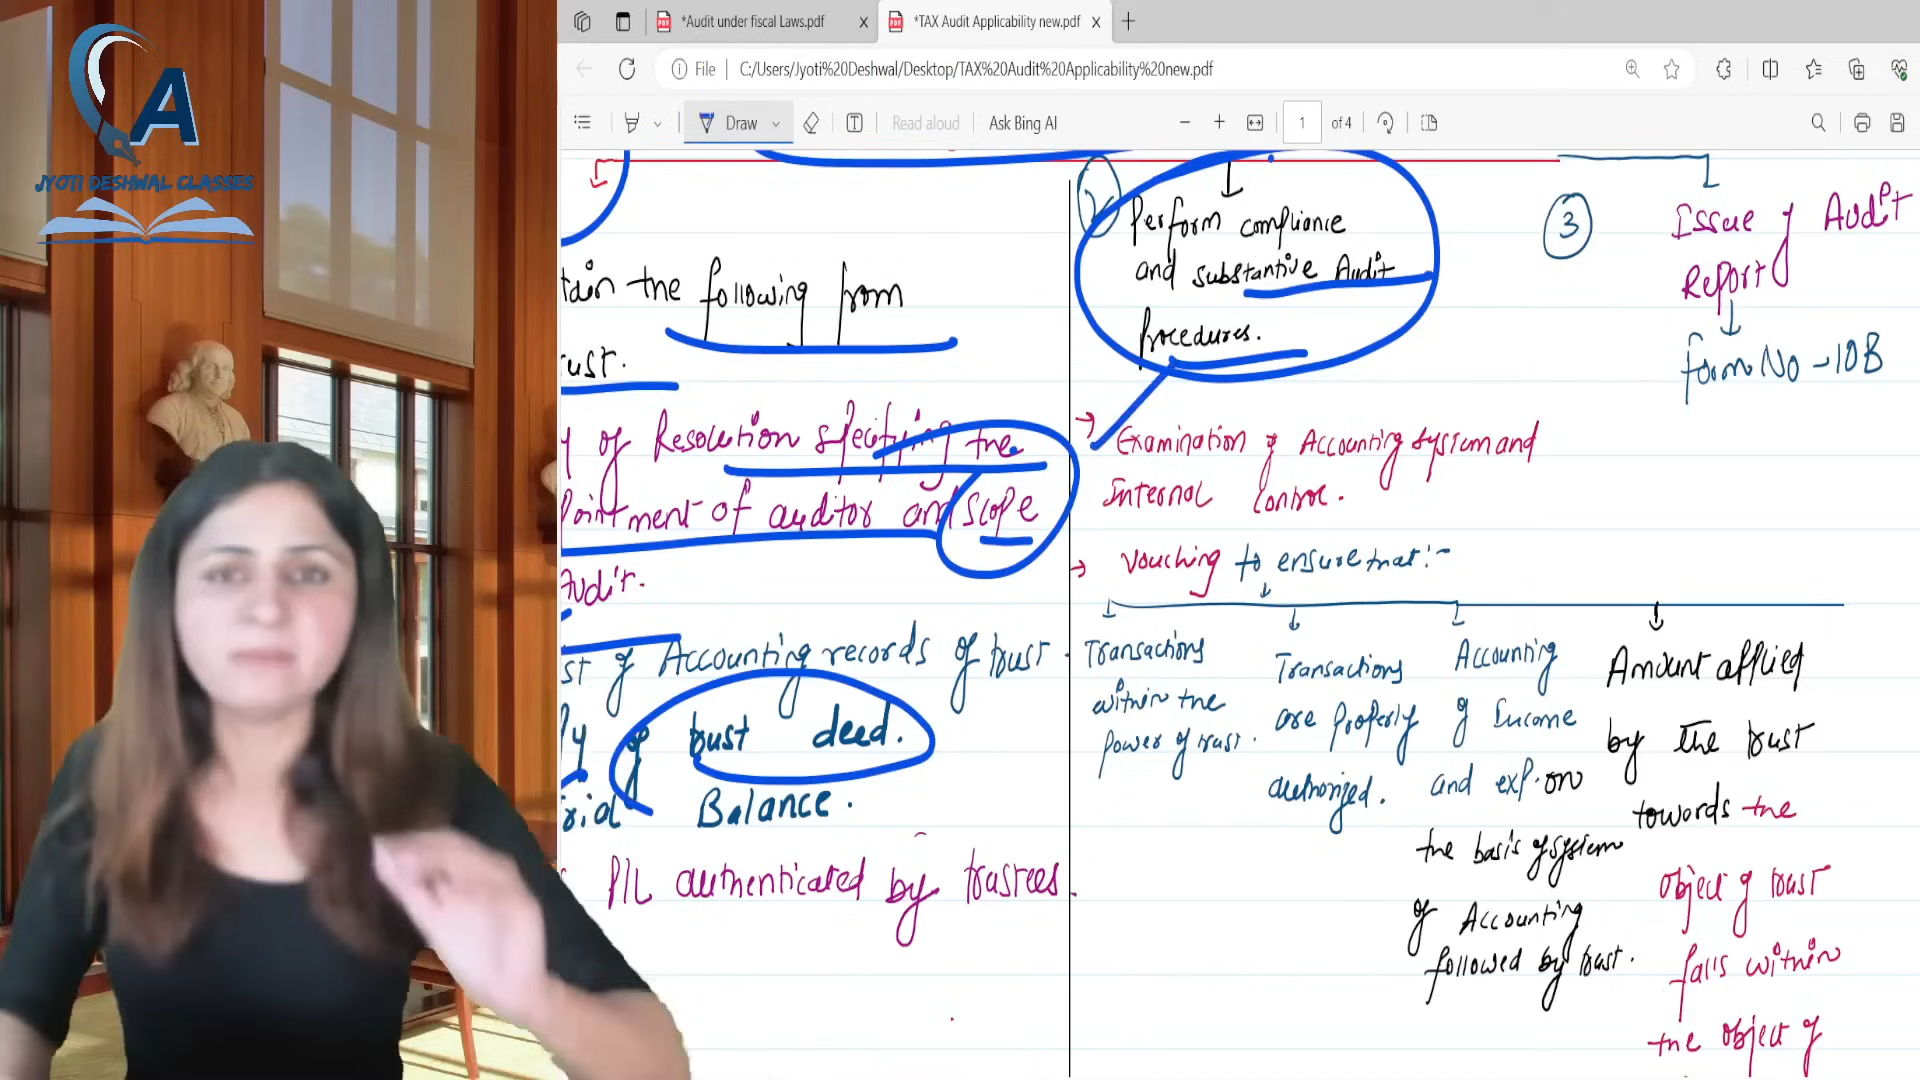 A
JYOTI DESHWAL CLASSES
*Audit under fiscal Laws.pdf
*TAX Audit Applicability new.pdf
File
C:/Users/Jyoti%20Deshwal/Desktop/TAX%20Audit%20Applicability%20new.pdf
Draw
Read aloud
Ask Bing AI
1
of 4
tain the following from
ust.
y of Resolution specifying the
pointment of auditor and scope
Audit.
st of Accounting records of trust.
y of trust deed.
rial Balance.
P/L authenticated by trustees.
2
Perform compliance
and substantive Audit
Procedures.
→ Examination of Accounting system and
Internal Control.
→ Vouching to ensure that:-
Transactions
within the
power of trust.
Transactions
are properly
authorized.
Accounting
of Income
and exp. on
the basis of system
of Accounting
followed by trust.
Amount applied
by the trust
towards the
object of trust
falls within
the object of
3
Issue of Audit
Report
Form No - 10B